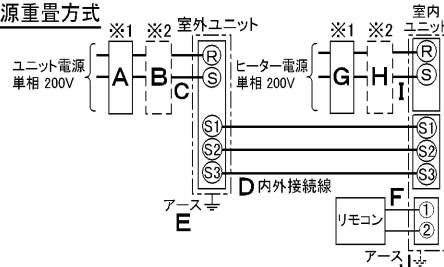 源重畳方式
※1 ※2 室外ユニット
ユニット電源
単相 200V
A B C
R
S
※1 ※2 室内
ユニット
ヒーター電源
単相 200V
G H I
R
S
S1 S1
S2 S2
S3 S3
D 内外接続線
アース
E
F
リモコン
①
②
アース